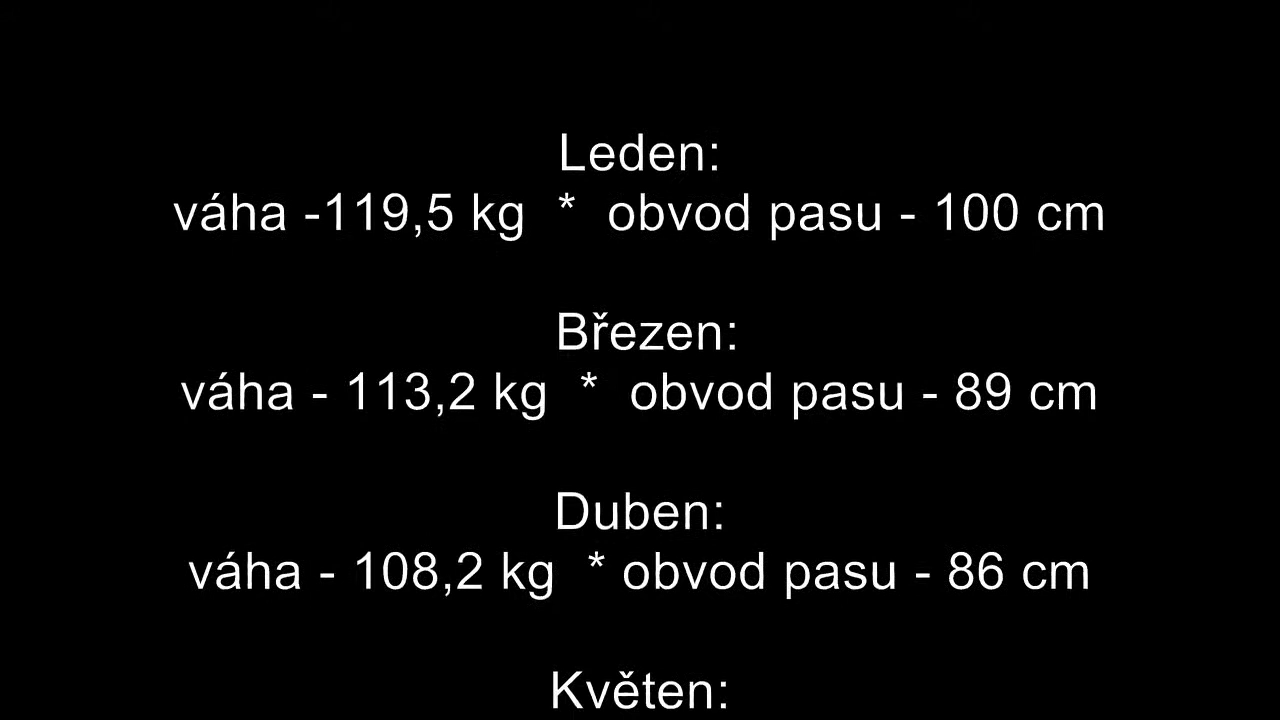 Leden:
váha -119,5 kg  *  obvod pasu - 100 cm
Březen:
váha - 113,2 kg  *  obvod pasu - 89 cm
Duben:
váha - 108,2 kg  * obvod pasu - 86 cm
Květen: